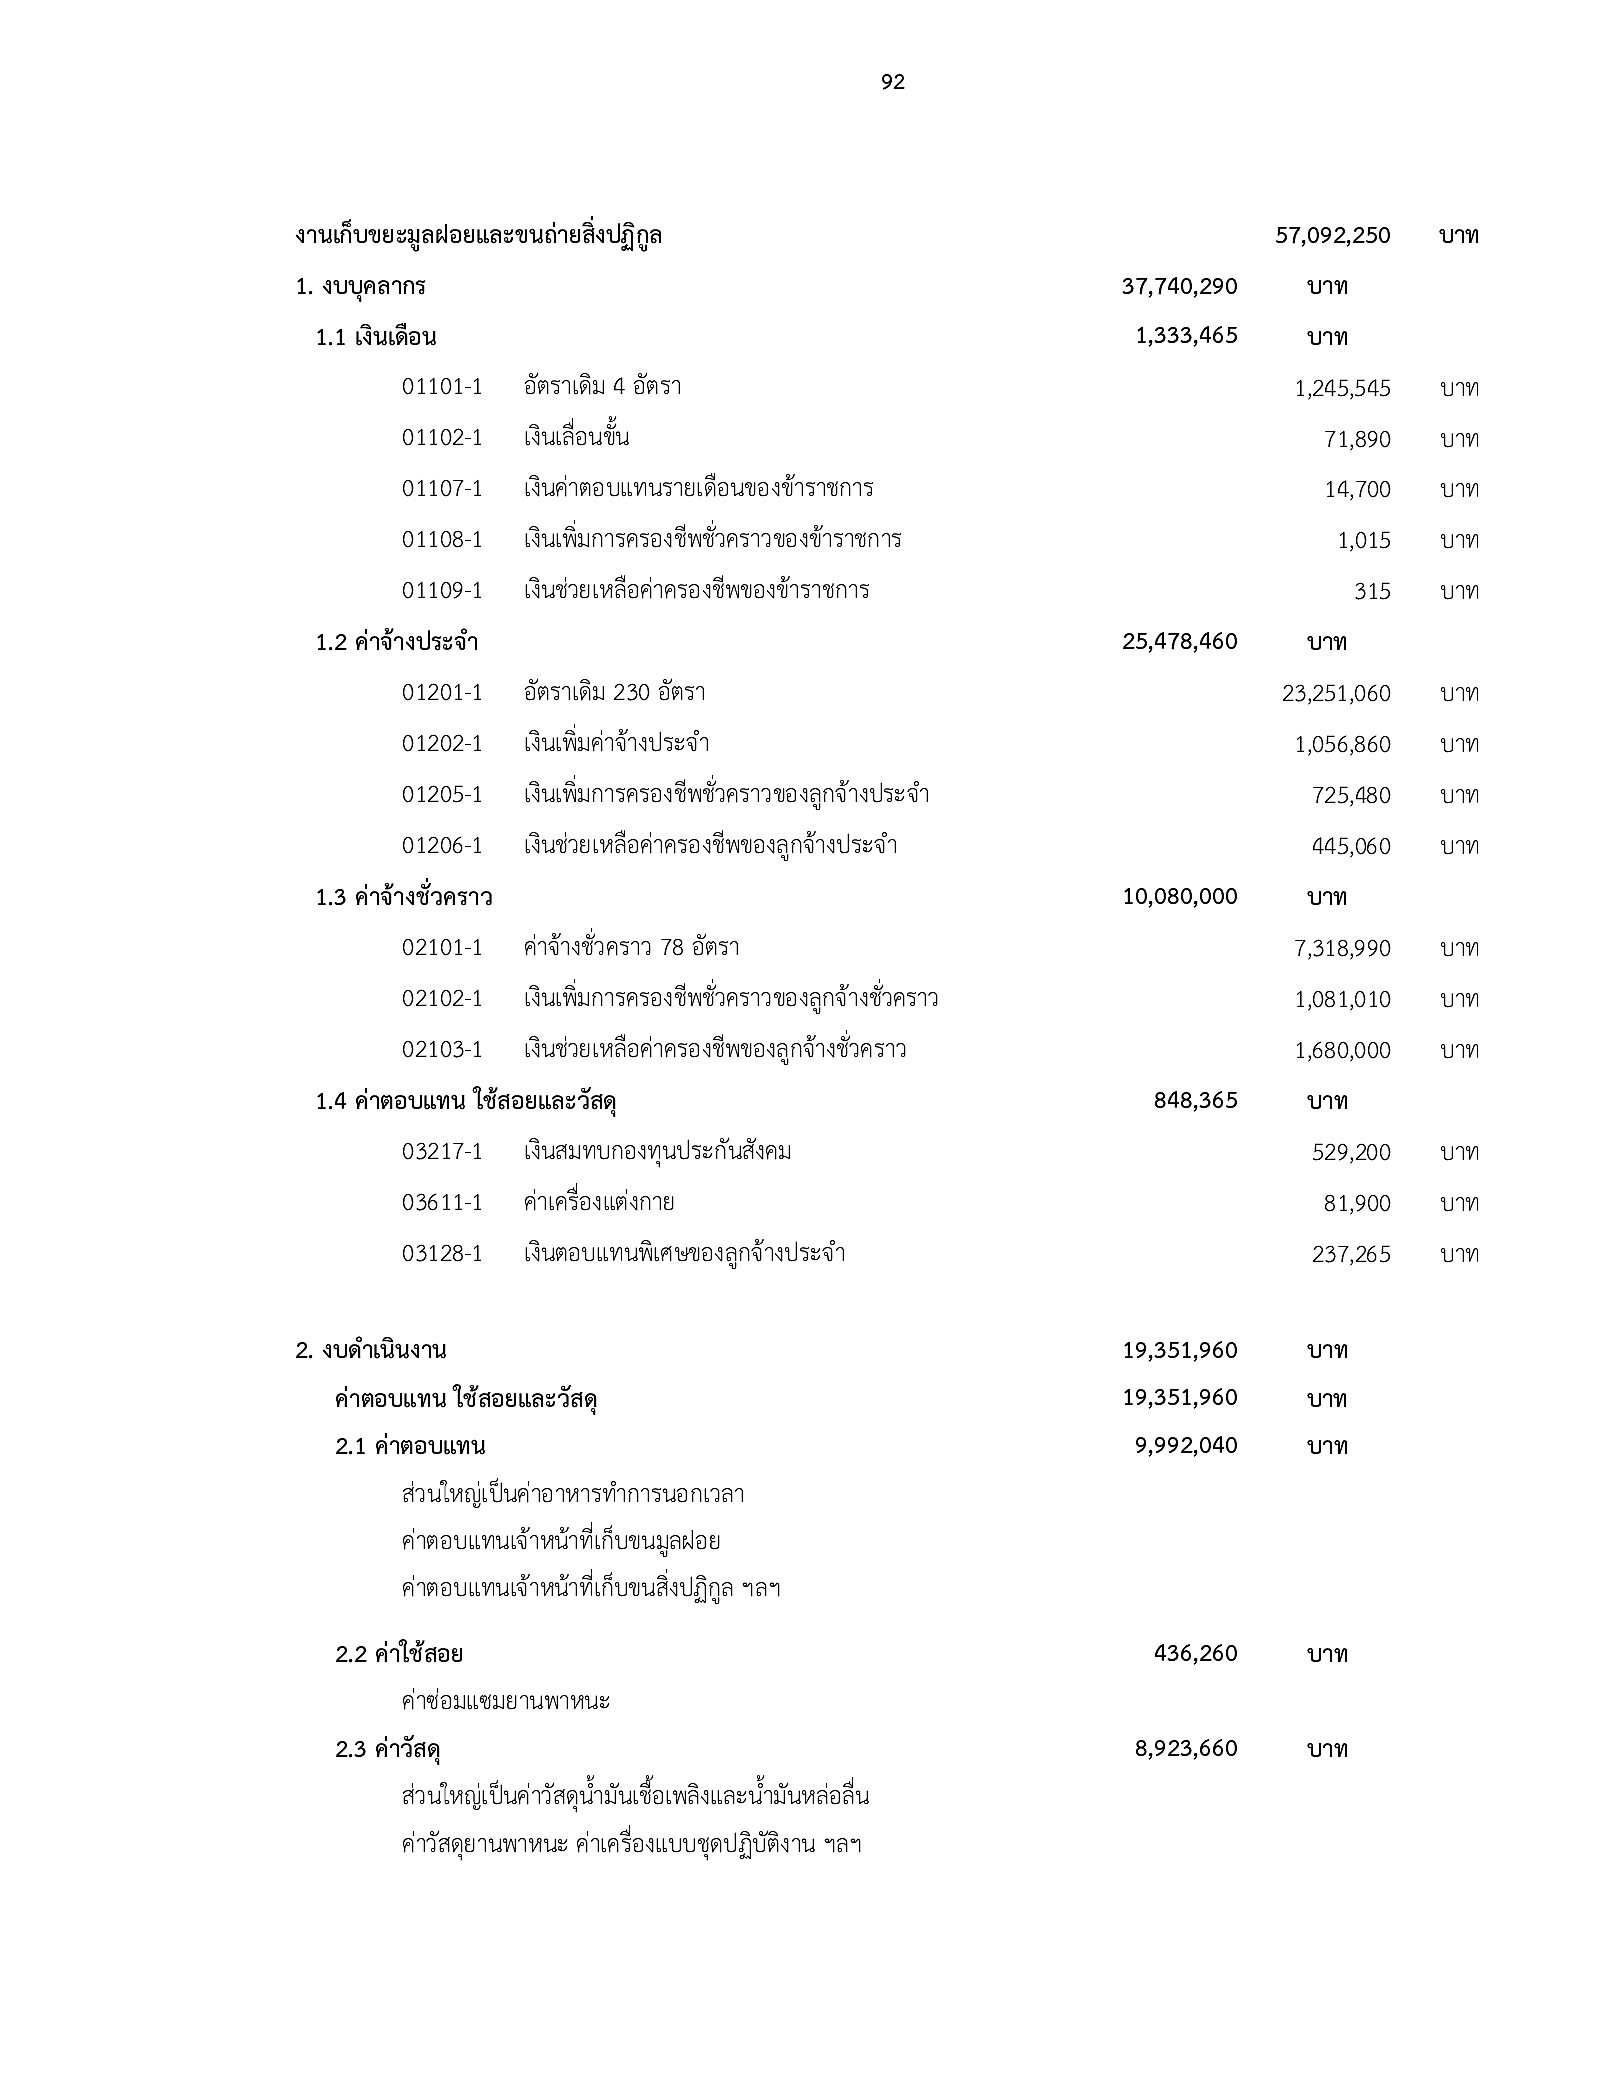 92
งานเก็บขยะมูลฝอยและขนถ่ายสิ่งปฏิกูล 57,092,250 บาท
1. งบบุคลากร 37,740,290 บาท
1.1 เงินเดือน 1,333,465 บาท
01101-1 อัตราเดิม 4 อัตรา 1,245,545 บาท
01102-1 เงินเลื่อนขั้น 71,890 บาท
01107-1 เงินค่าตอบแทนรายเดือนของข้าราชการ 14,700 บาท
01108-1 เงินเพิ่มการครองชีพชั่วคราวของข้าราชการ 1,015 บาท
01109-1 เงินช่วยเหลือค่าครองชีพของข้าราชการ 315 บาท
1.2 ค่าจ้างประจำ 25,478,460 บาท
01201-1 อัตราเดิม 230 อัตรา 23,251,060 บาท
01202-1 เงินเพิ่มค่าจ้างประจำ 1,056,860 บาท
01205-1 เงินเพิ่มการครองชีพชั่วคราวของลูกจ้างประจำ 725,480 บาท
01206-1 เงินช่วยเหลือค่าครองชีพของลูกจ้างประจำ 445,060 บาท
1.3 ค่าจ้างชั่วคราว 10,080,000 บาท
02101-1 ค่าจ้างชั่วคราว 78 อัตรา 7,318,990 บาท
02102-1 เงินเพิ่มการครองชีพชั่วคราวของลูกจ้างชั่วคราว 1,081,010 บาท
02103-1 เงินช่วยเหลือค่าครองชีพของลูกจ้างชั่วคราว 1,680,000 บาท
1.4 ค่าตอบแทน ใช้สอยและวัสดุ 848,365 บาท
03217-1 เงินสมทบกองทุนประกันสังคม 529,200 บาท
03611-1 ค่าเครื่องแต่งกาย 81,900 บาท
03128-1 เงินตอบแทนพิเศษของลูกจ้างประจำ 237,265 บาท
2. งบดำเนินงาน 19,351,960 บาท
ค่าตอบแทน ใช้สอยและวัสดุ 19,351,960 บาท
2.1 ค่าตอบแทน 9,992,040 บาท
ส่วนใหญ่เป็นค่าอาหารทำการนอกเวลา
ค่าตอบแทนเจ้าหน้าที่เก็บขนมูลฝอย
ค่าตอบแทนเจ้าหน้าที่เก็บขนสิ่งปฏิกูล ฯลฯ
2.2 ค่าใช้สอย 436,260 บาท
ค่าซ่อมแซมยานพาหนะ
2.3 ค่าวัสดุ 8,923,660 บาท
ส่วนใหญ่เป็นค่าวัสดุน้ำมันเชื้อเพลิงและน้ำมันหล่อลื่น
ค่าวัสดุยานพาหนะ ค่าเครื่องแบบชุดปฏิบัติงาน ฯลฯ